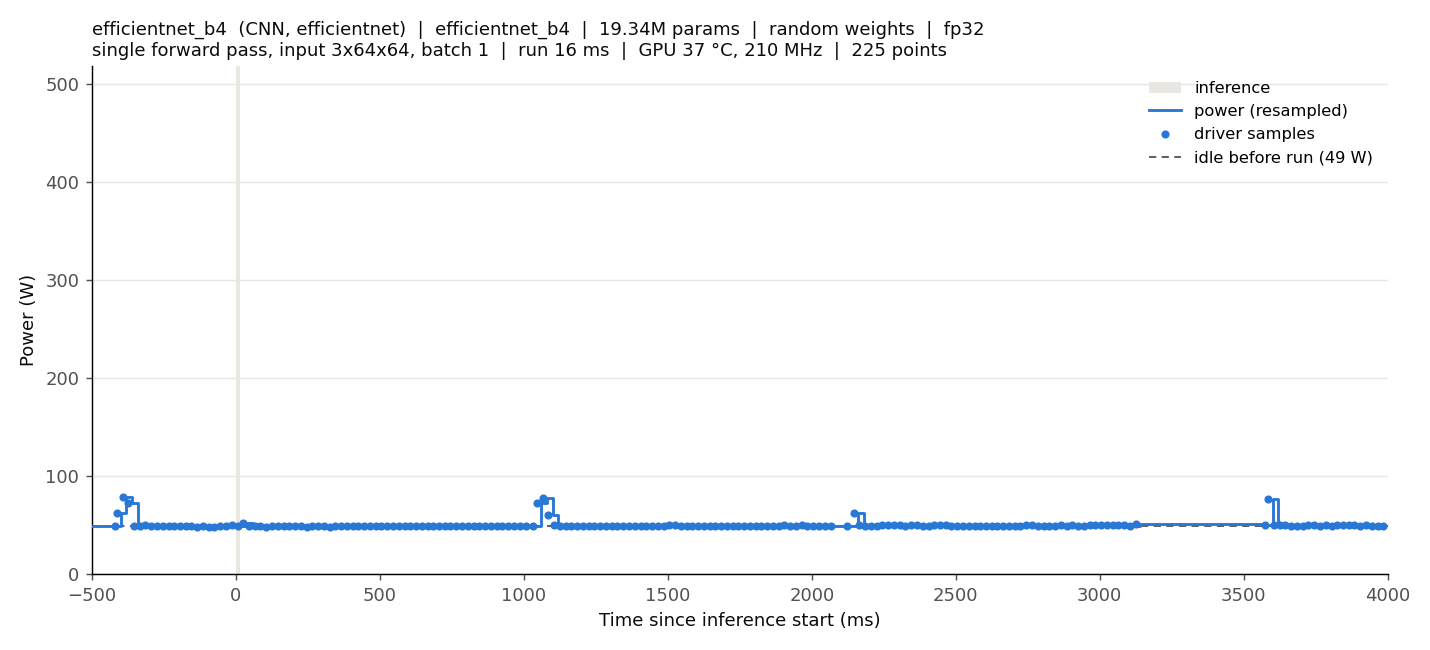 efficientnet_b4  (CNN, efficientnet)  |  efficientnet_b4  |  19.34M params  |  random weights  |  fp32
single forward pass, input 3x64x64, batch 1  |  run 16 ms  |  GPU 37 °C, 210 MHz  |  225 points
inference
power (resampled)
driver samples
idle before run (49 W)
Power (W)
500
400
300
200
100
0
−500
0
500
1000
1500
2000
2500
3000
3500
4000
Time since inference start (ms)